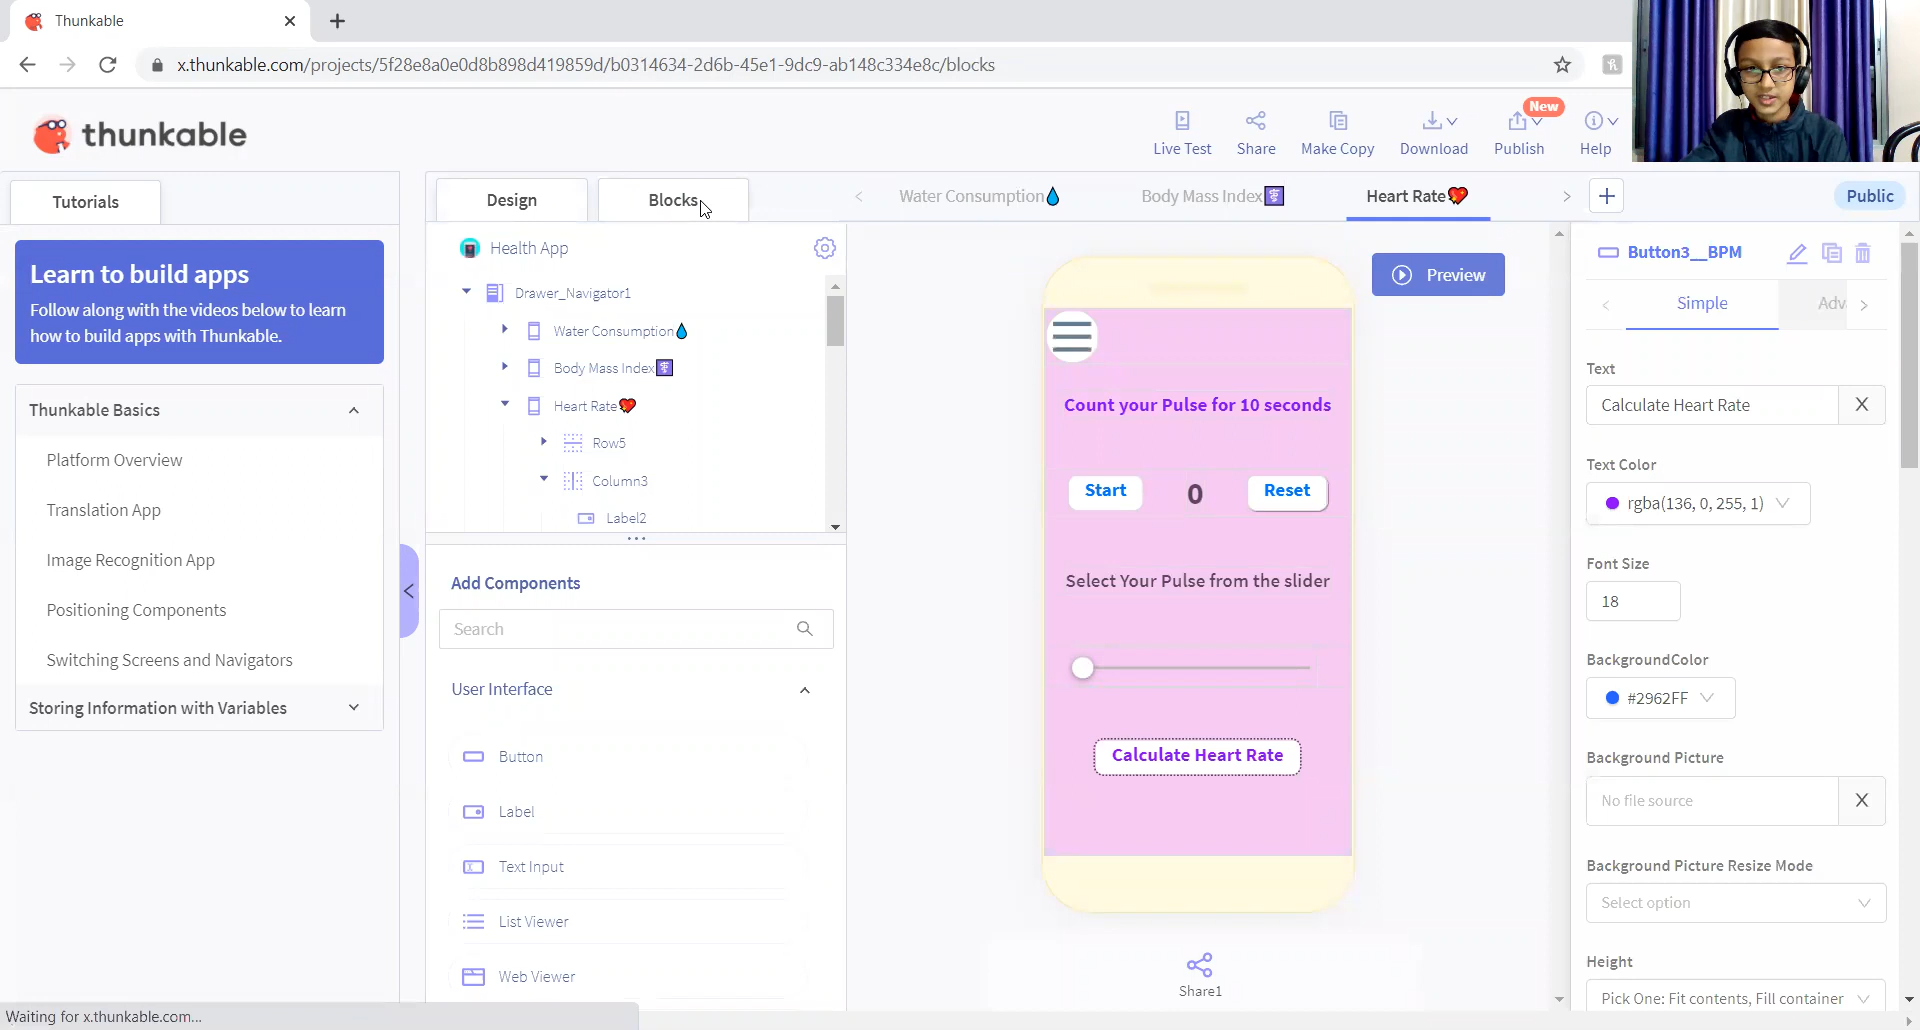 Thunkable
x.thunkable.com/projects/5f28e8a0e0d8b898d419859d/b0314634-2d6b-45e1-9dc9-ab148c334e8c/blocks
thunkable
New
Live Test
Share
Make Copy
Download
Publish
Help
Tutorials
Design
Blocks
Water Consumption💧
Body Mass Index⚕️
Heart Rate💖
Public
Learn to build apps
Follow along with the videos below to learn
how to build apps with Thunkable.
Thunkable Basics
Platform Overview
Translation App
Image Recognition App
Positioning Components
Switching Screens and Navigators
Storing Information with Variables
Health App
Drawer_Navigator1
Water Consumption💧
Body Mass Index⚕️
Heart Rate💖
Row5
Column3
Label2
Add Components
Search
User Interface
Button
Label
Text Input
List Viewer
Web Viewer
Preview
Count your Pulse for 10 seconds
Start
0
Reset
Select Your Pulse from the slider
Calculate Heart Rate
Share1
Button3__BPM
Simple
Adv
Text
Calculate Heart Rate
X
Text Color
rgba(136, 0, 255, 1)
Font Size
18
BackgroundColor
#2962FF
Background Picture
No file source
X
Background Picture Resize Mode
Select option
Height
Pick One: Fit contents, Fill container
Waiting for x.thunkable.com...